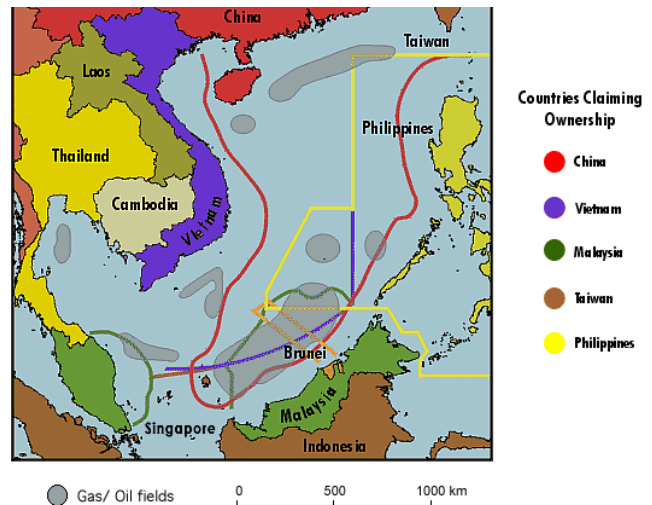 China
Taiwan
Laos
Philippines
Thailand
Cambodia
Vietnam
Brunei
Malaysia
Singapore
Indonesia
Countries Claiming
Ownership
China
Vietnam
Malaysia
Taiwan
Philippines
Gas/ Oil fields
0 500 1000 km